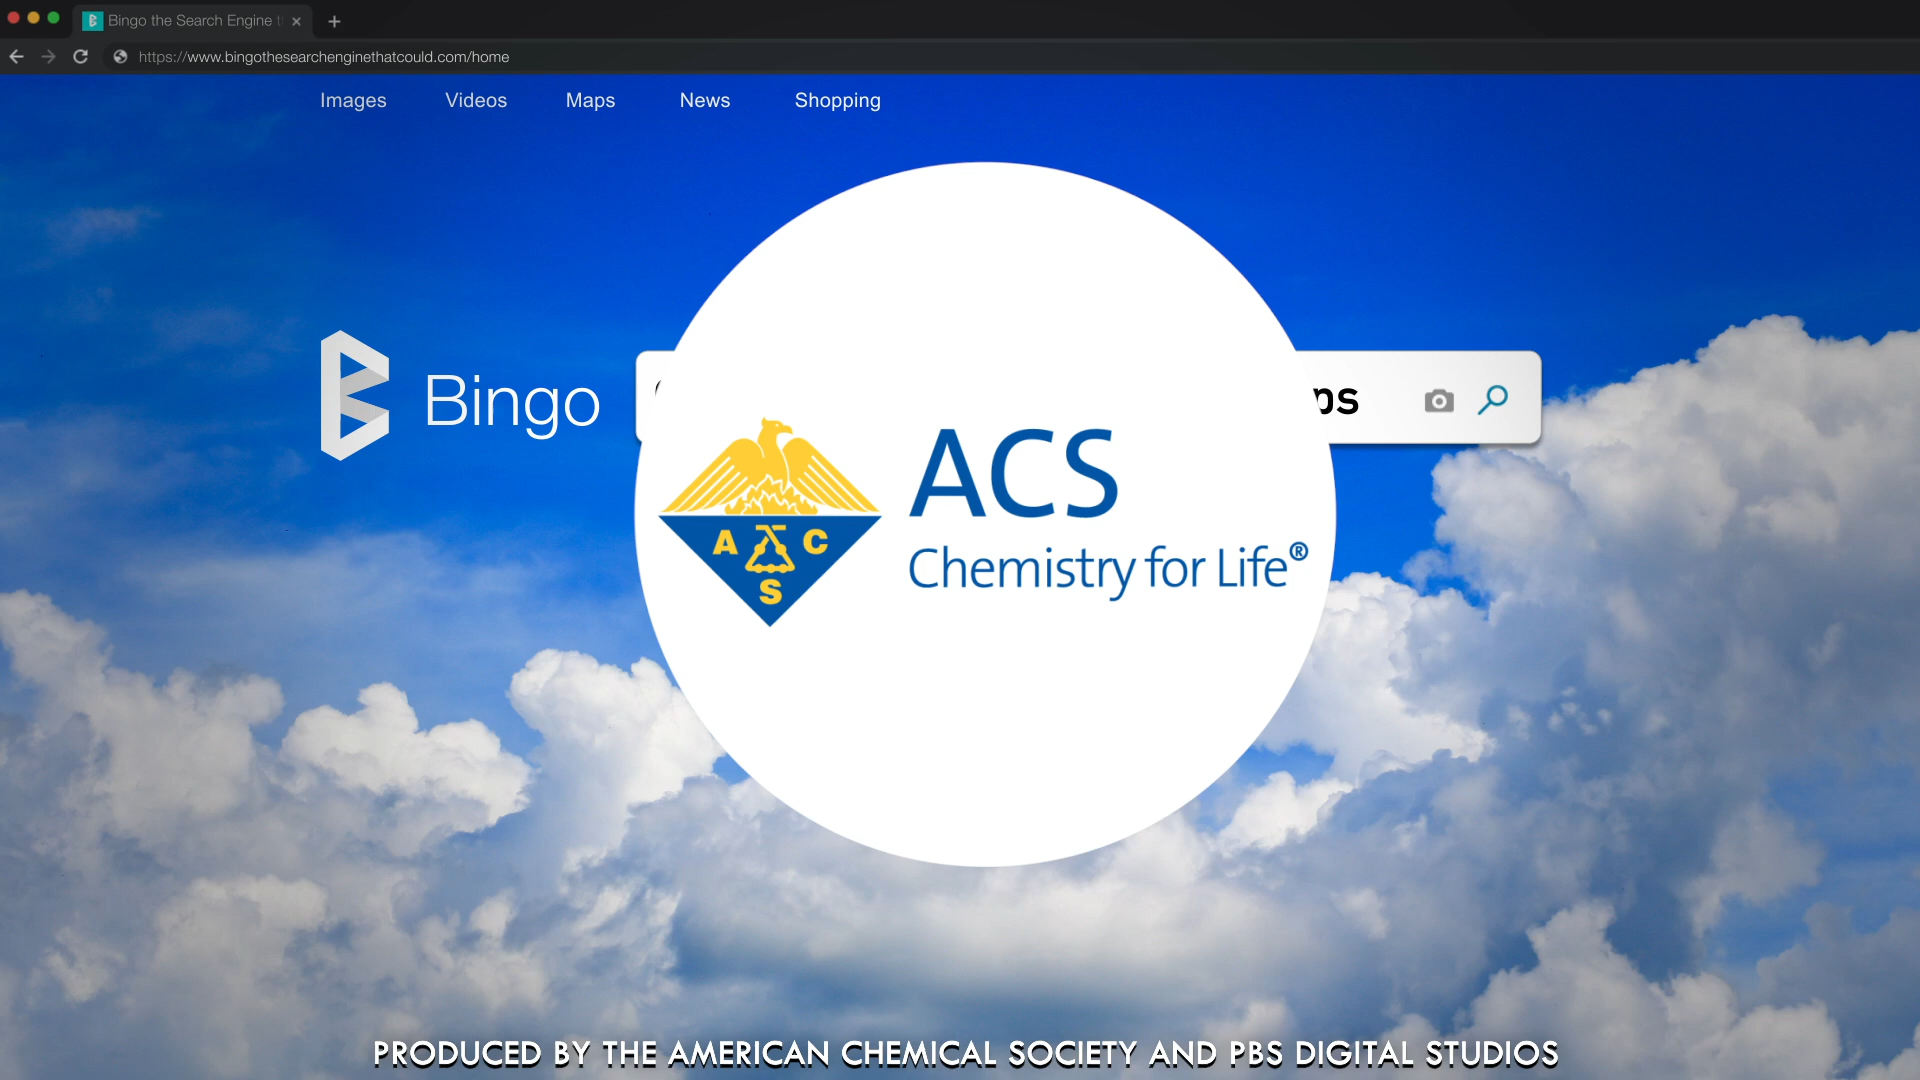 Bingo the Search Engine
https://www.bingothesearchenginethatcould.com/home
Images Videos Maps News Shopping
Bingo
ps
ACS
Chemistry for Life®
A C
S
PRODUCED BY THE AMERICAN CHEMICAL SOCIETY AND PBS DIGITAL STUDIOS